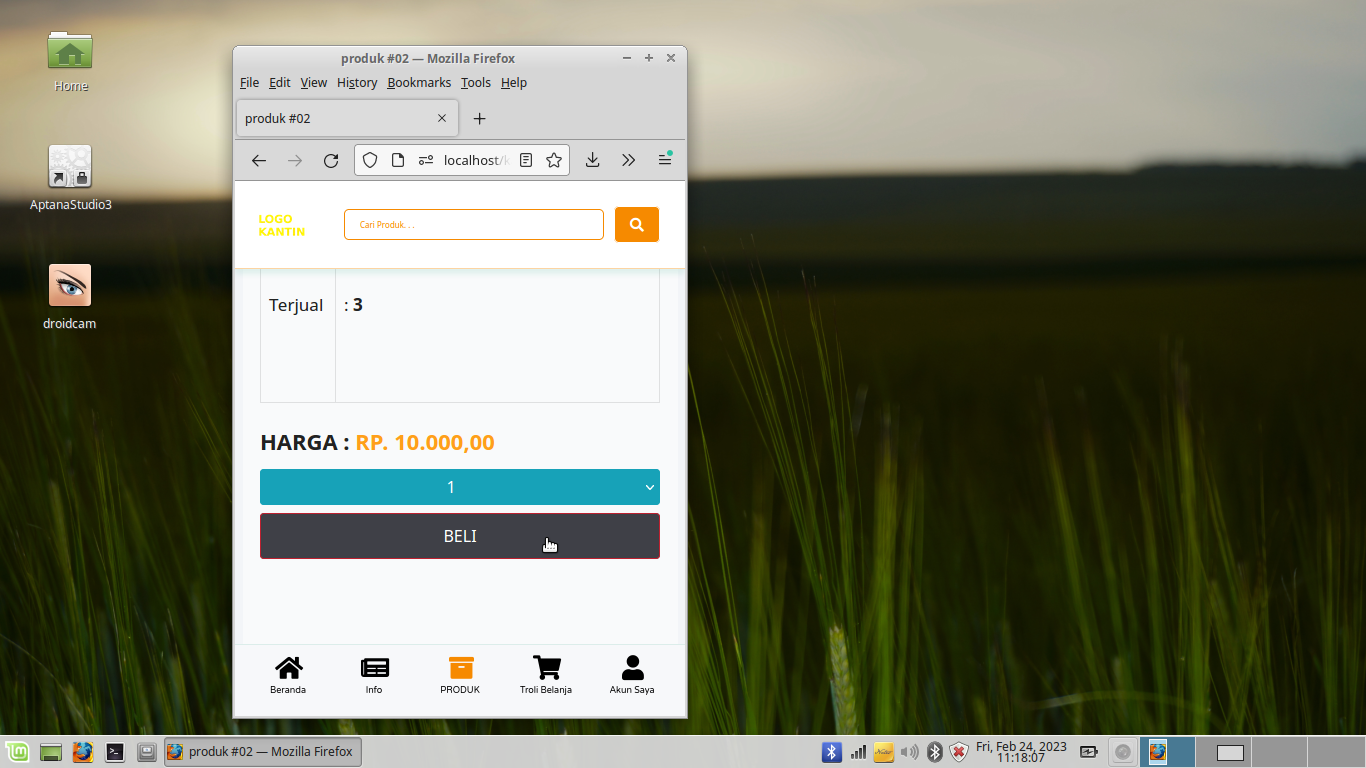 Home
AptanaStudio3
droidcam
produk #02 — Mozilla Firefox
File Edit View History Bookmarks Tools Help
produk #02
localhost/
LOGO
KANTIN
Cari Produk. . .
Terjual : 3
HARGA : RP. 10.000,00
1
BELI
Beranda Info PRODUK Troli Belanja Akun Saya
produk #02 — Mozilla Firefox
Fri, Feb 24, 2023
11:18:07